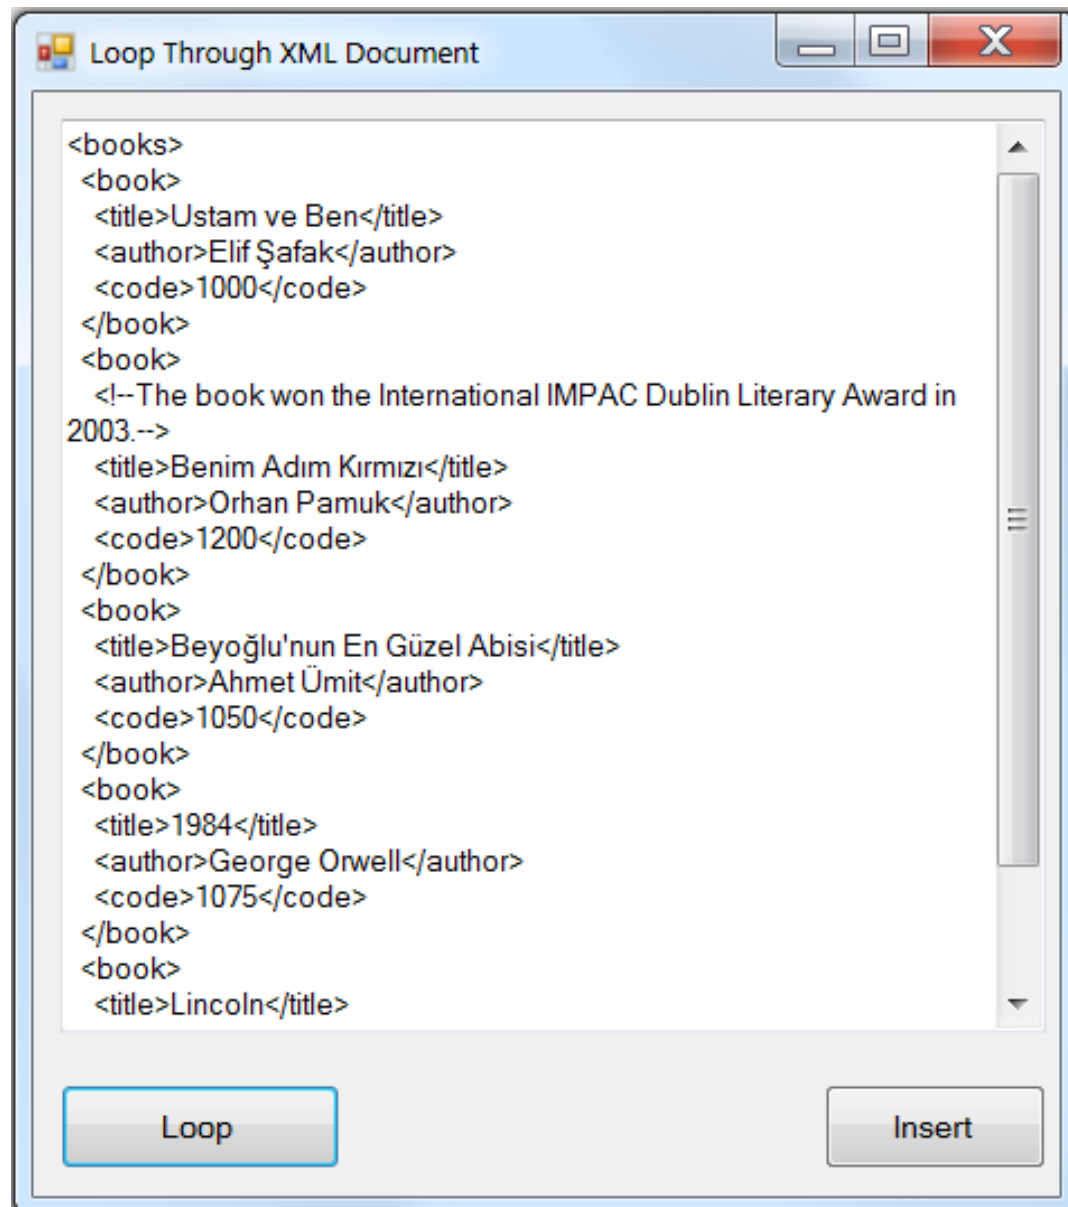 Loop Through XML Document
<books>
<book>
<title>Ustam ve Ben</title>
<author>Elif Şafak</author>
<code>1000</code>
</book>
<book>
<!--The book won the International IMPAC Dublin Literary Award in
2003.-->
<title>Benim Adım Kırmızı</title>
<author>Orhan Pamuk</author>
<code>1200</code>
</book>
<book>
<title>Beyoğlu'nun En Güzel Abisi</title>
<author>Ahmet Ümit</author>
<code>1050</code>
</book>
<book>
<title>1984</title>
<author>George Orwell</author>
<code>1075</code>
</book>
<book>
<title>Lincoln</title>
Loop
Insert